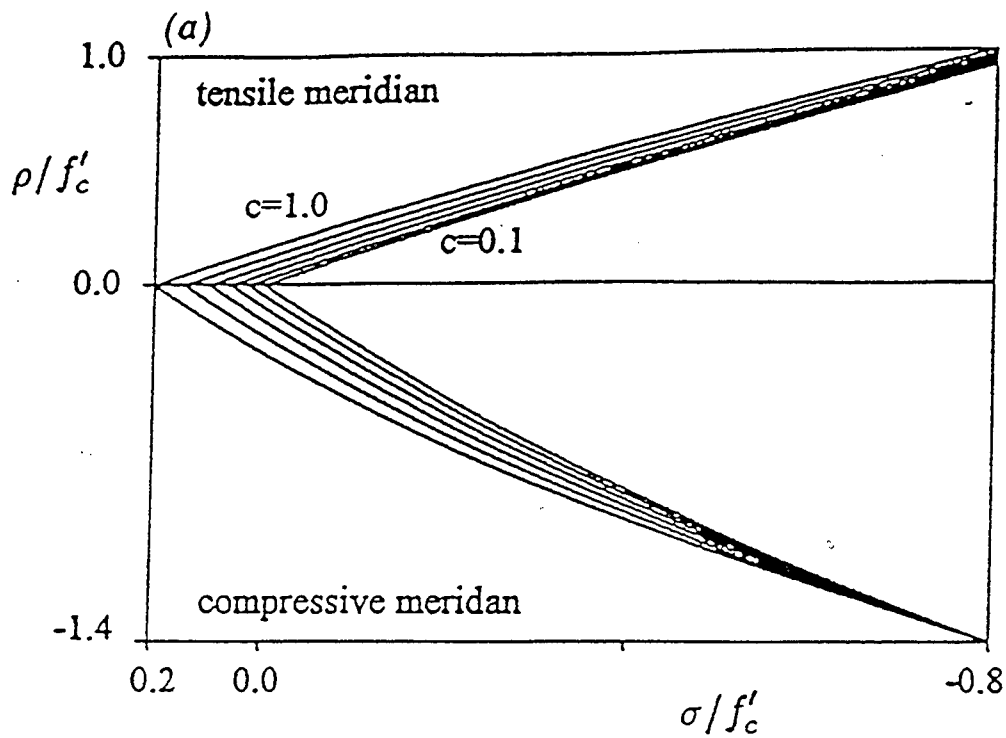 (a)
1.0
tensile meridian
ρ/f′c
c=1.0
c=0.1
0.0
compressive meridan
-1.4
0.2
0.0
-0.8
σ/f′c